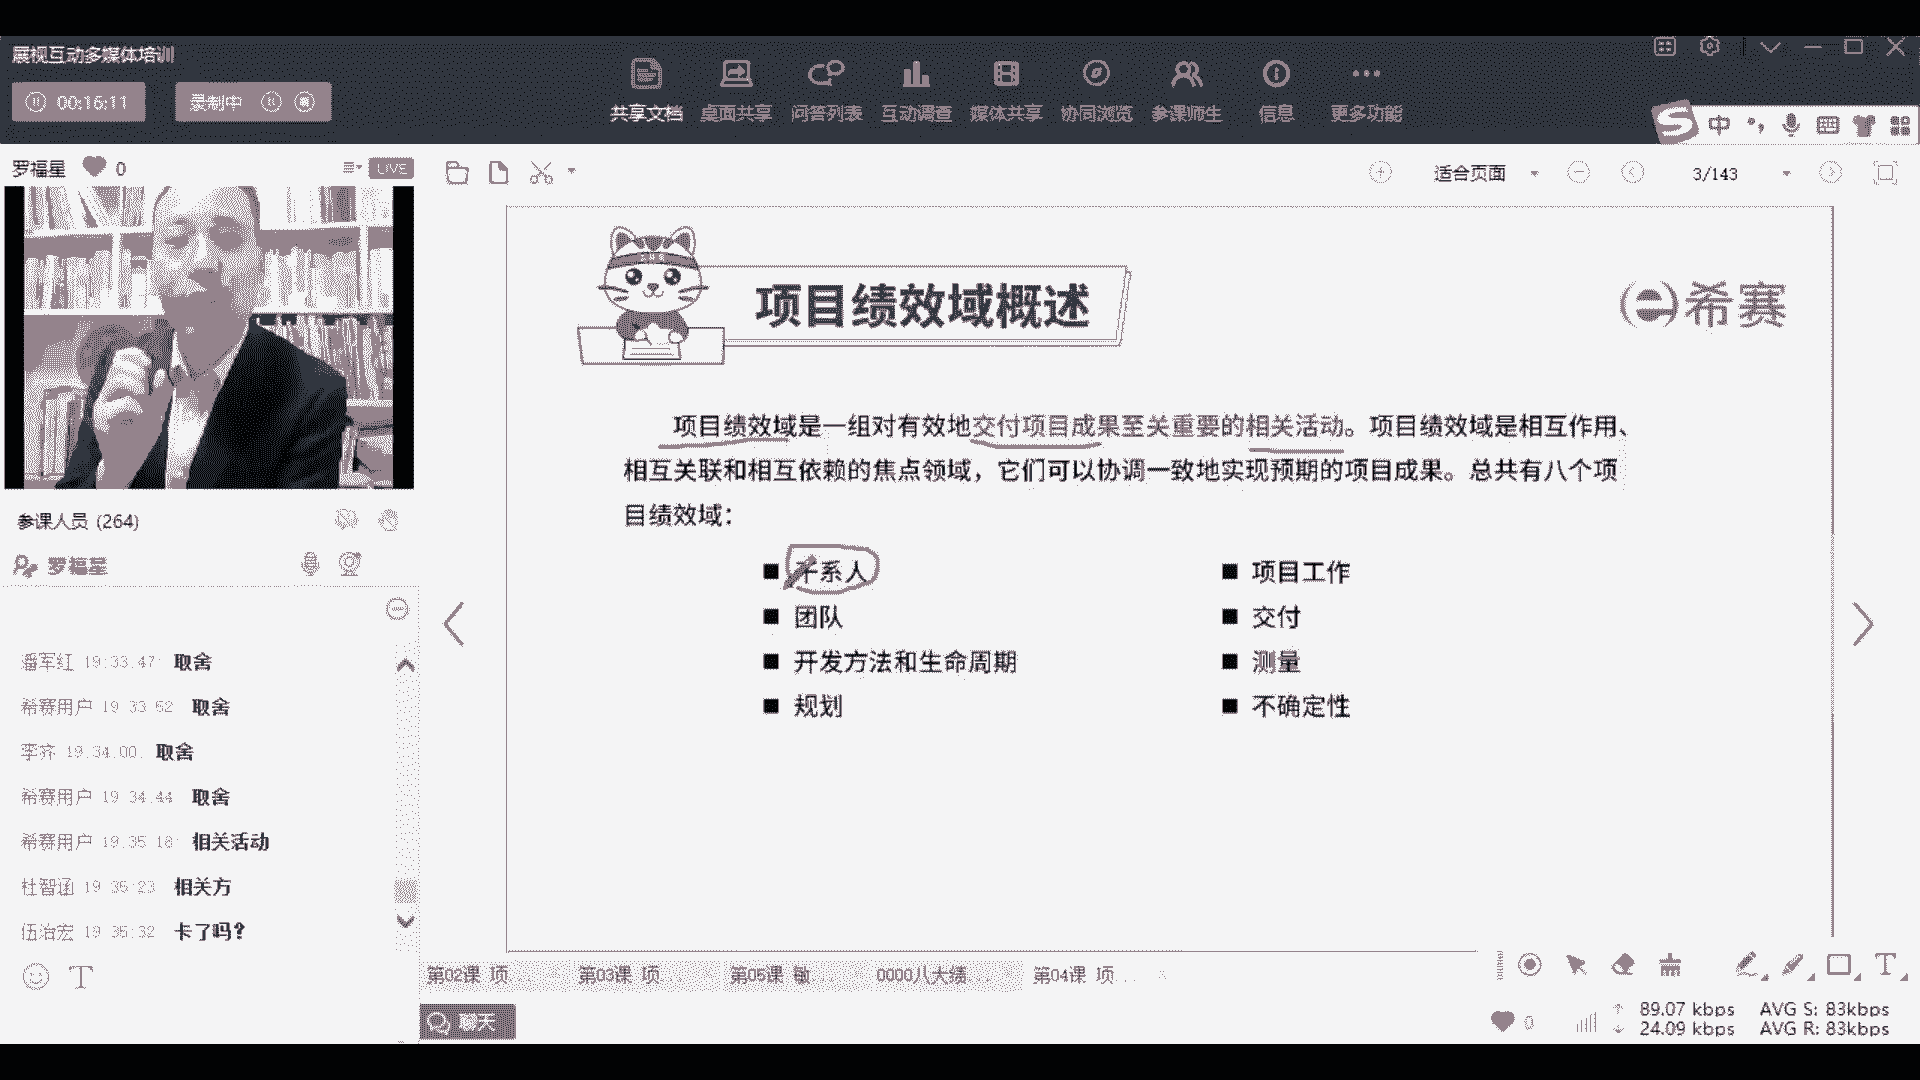 展视互动多媒体培训
00:16:11
录制中
共享文档 桌面共享 问答列表 互动调查 媒体共享 协同浏览 参课师生 信息 更多功能
中
罗福星 0
LIVE
适合页面
3/143
项目绩效域概述
希赛
项目绩效域是一组对有效地交付项目成果至关重要的相关活动。项目绩效域是相互作用、
相互关联和相互依赖的焦点领域，它们可以协调一致地实现预期的项目成果。总共有八个项
目绩效域：
■ 干系人
■ 团队
■ 开发方法和生命周期
■ 规划
■ 项目工作
■ 交付
■ 测量
■ 不确定性
参课人员 (264)
罗福星
潘军红 19:33:47 取舍
希赛用户 19:33:52 取舍
李齐 19:34:00 取舍
希赛用户 19:34:44 取舍
希赛用户 19:35:18 相关活动
杜智函 19:35:23 相关方
伍治宏 19:35:32 卡了吗？
第02课 项... 第03课 项... 第05课 敏... 0000八大绩... 第04课 项...
聊天
0
89.07 kbps AVG S: 83kbps
24.09 kbps AVG R: 83kbps